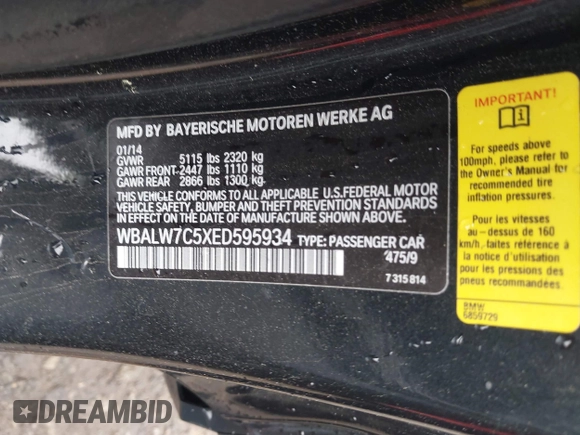 MFD BY BAYERISCHE MOTOREN WERKE AG
01/14
GVWR 5115 lbs 2320 kg
GAWR FRONT 2447 lbs 1110 kg
GAWR REAR 2866 lbs 1300 kg.
THIS VEHICLE CONFORMS TO ALL APPLICABLE U.S.FEDERAL MOTOR
VEHICLE SAFETY, BUMPER AND THEFT PREVENTION STANDARDS
IN EFFECT ON THE DATE OF MANUFACTURE SHOWN ABOVE.
WBALW7C5XED595934 TYPE: PASSENGER CAR
475/9
7 315 814
IMPORTANT!
For speeds above
100mph, please refer to
the Owner's Manual for
recommended tire
inflation pressures.
Pour les vitesses
au-dessus de 160
km/h, faites référence à
la notice d'utilisation
pour les pressions des
pneus recommandées.
BMW
6859729
DREAMBID